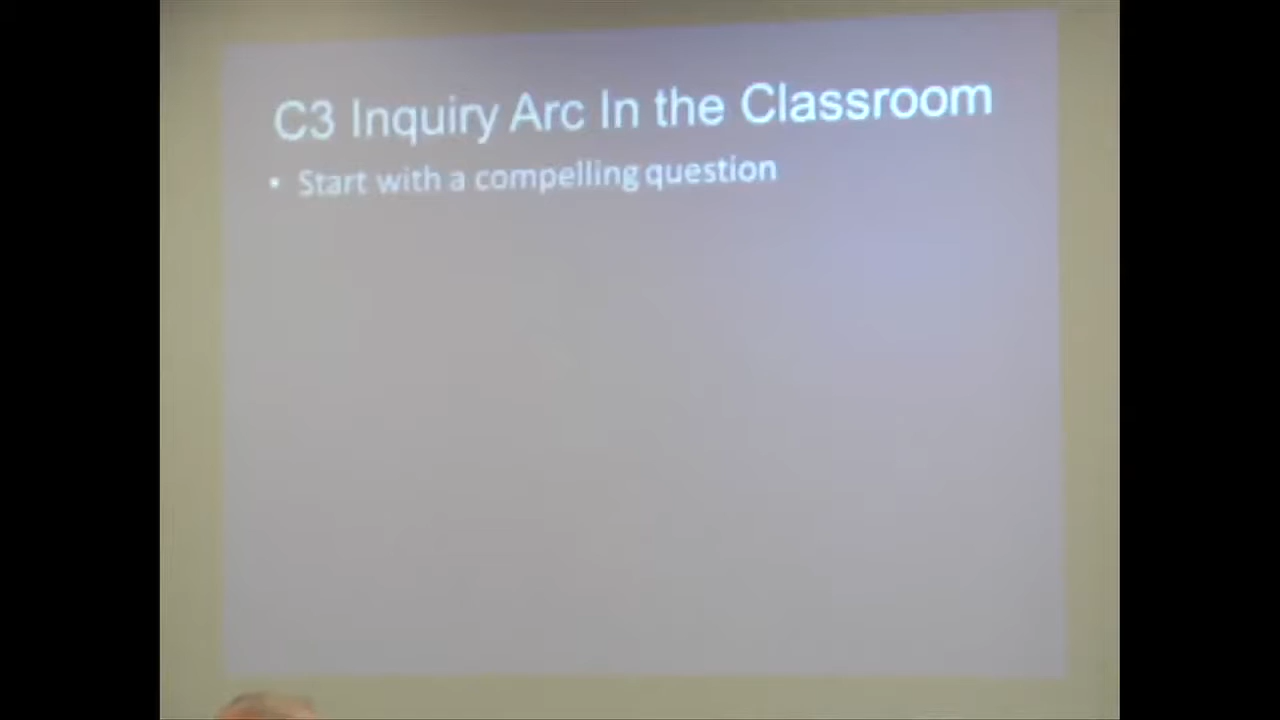 C3 Inquiry Arc In the Classroom
• Start with a compelling question